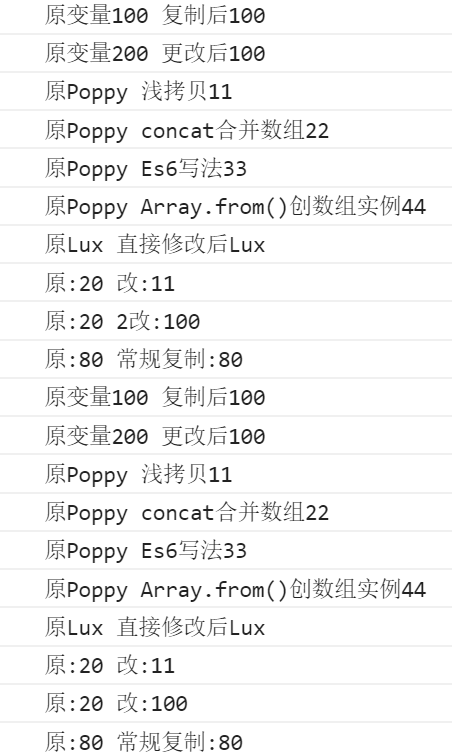 原变量100 复制后100
原变量200 更改后100
原Poppy 浅拷贝11
原Poppy concat合并数组22
原Poppy Es6写法33
原Poppy Array.from()创数组实例44
原Lux 直接修改后Lux
原:20 改:11
原:20 2改:100
原:80 常规复制:80
原变量100 复制后100
原变量200 更改后100
原Poppy 浅拷贝11
原Poppy concat合并数组22
原Poppy Es6写法33
原Poppy Array.from()创数组实例44
原Lux 直接修改后Lux
原:20 改:11
原:20 改:100
原:80 常规复制:80